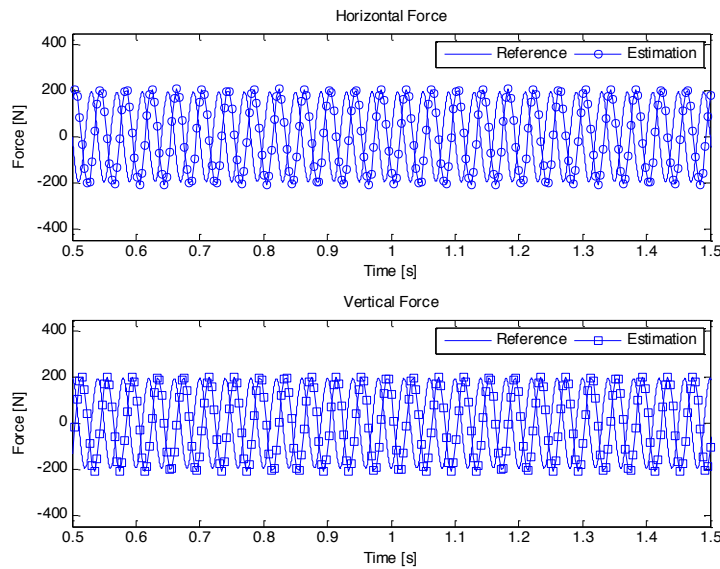 Horizontal Force
400
Reference
Estimation
200
0
-200
-400
Force [N]
0.5 0.6 0.7 0.8 0.9 1 1.1 1.2 1.3 1.4 1.5
Time [s]
Vertical Force
400
Reference
Estimation
200
0
-200
-400
Force [N]
0.5 0.6 0.7 0.8 0.9 1 1.1 1.2 1.3 1.4 1.5
Time [s]